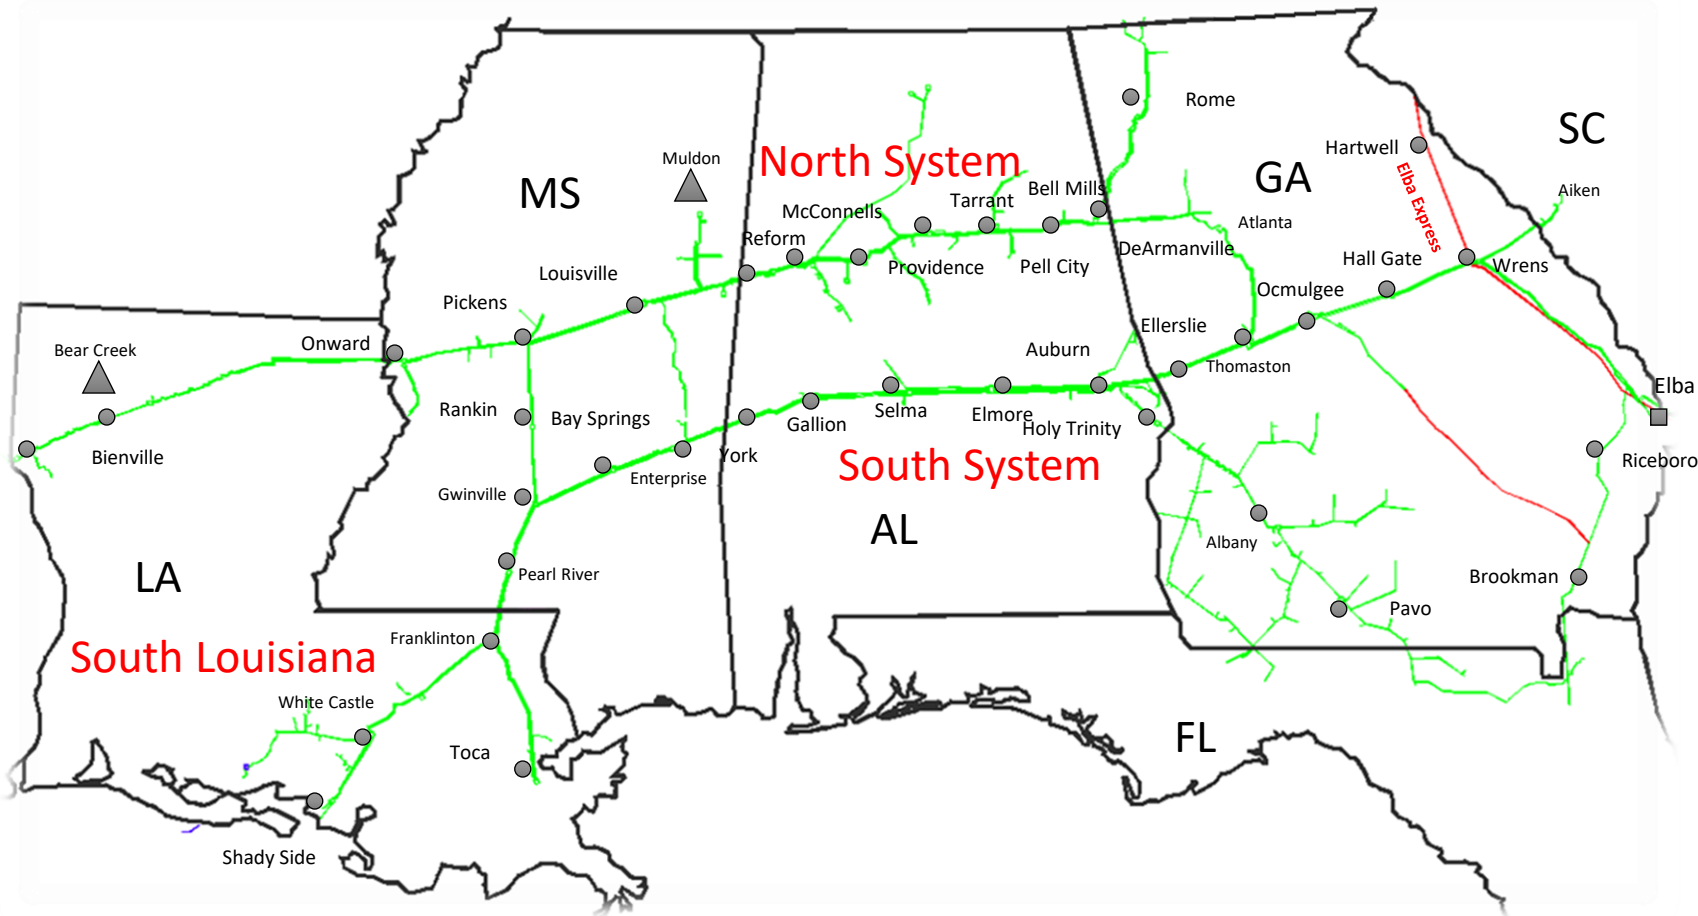 SC
Rome
Hartwell
Muldon
North System
GA
MS
Bell Mills
Aiken
Elba Express
Tarrant
McConnells
Atlanta
Reform
DeArmanville
Hall Gate
Wrens
Louisville
Providence
Pell City
Ocmulgee
Pickens
Ellerslie
Onward
Bear Creek
Auburn
Thomaston
Elba
Rankin
Bay Springs
Selma
Elmore
Gallion
Holy Trinity
Bienville
York
South System
Riceboro
Enterprise
Gwinville
AL
Albany
LA
Pearl River
Brookman
Pavo
Franklinton
South Louisiana
White Castle
FL
Toca
Shady Side